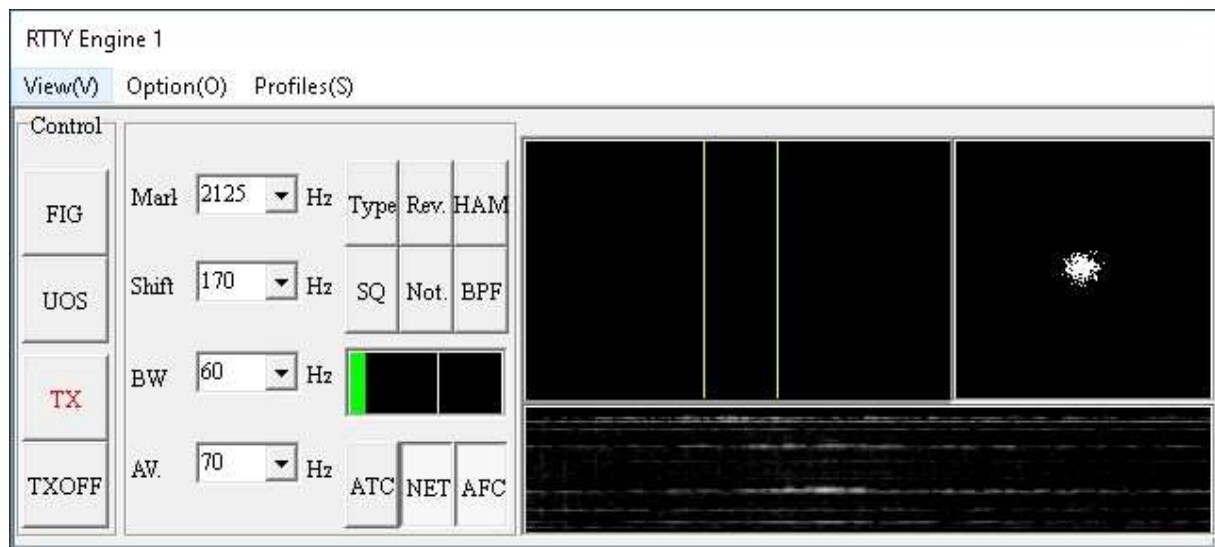 RTTY Engine 1
View(V) Option(O) Profiles(S)
Control
FIG
UOS
TX
TXOFF
Marl 2125 Hz
Shift 170 Hz
BW 60 Hz
AV. 70 Hz
Type Rev. HAM
SQ Not. BPF
ATC NET AFC